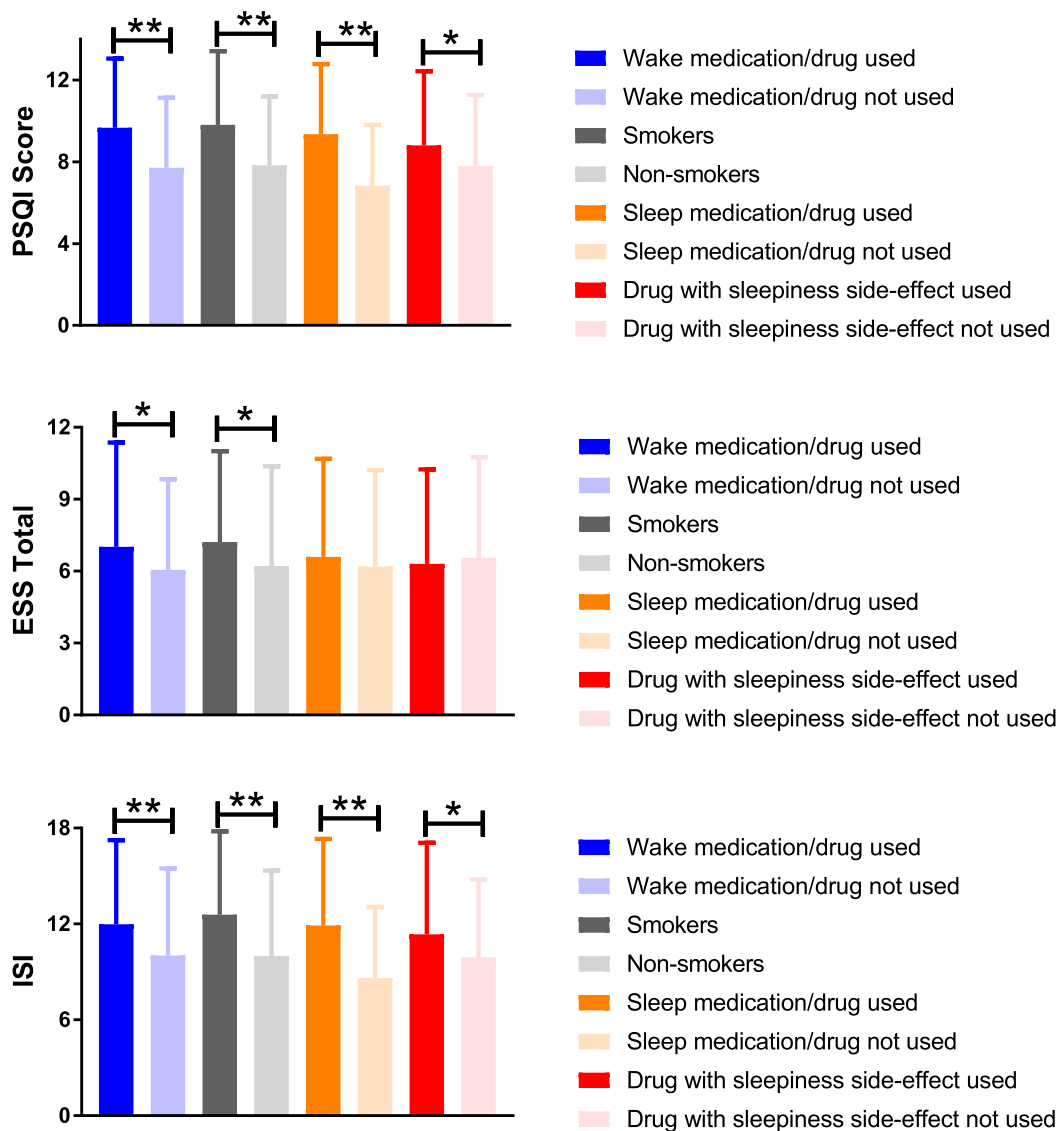 ** ** ** *
12
8
4
0
PSQI Score
Wake medication/drug used
Wake medication/drug not used
Smokers
Non-smokers
Sleep medication/drug used
Sleep medication/drug not used
Drug with sleepiness side-effect used
Drug with sleepiness side-effect not used
* *
12
9
6
3
0
ESS Total
Wake medication/drug used
Wake medication/drug not used
Smokers
Non-smokers
Sleep medication/drug used
Sleep medication/drug not used
Drug with sleepiness side-effect used
Drug with sleepiness side-effect not used
** ** ** *
18
12
6
0
ISI
Wake medication/drug used
Wake medication/drug not used
Smokers
Non-smokers
Sleep medication/drug used
Sleep medication/drug not used
Drug with sleepiness side-effect used
Drug with sleepiness side-effect not used